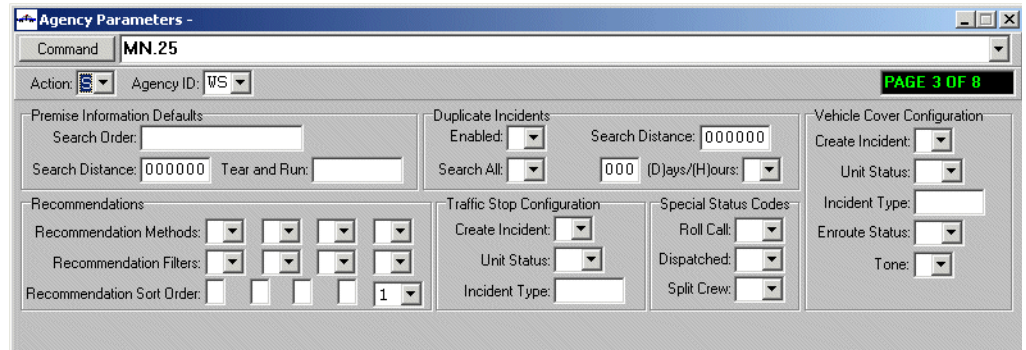 Agency Parameters -
Command MN.25
Action: S Agency ID: WS PAGE 3 OF 8
Premise Information Defaults
Search Order:
Search Distance: 000000 Tear and Run:
Duplicate Incidents
Enabled: Search Distance: 000000
Search All: 000 (D)ays/(H)ours:
Vehicle Cover Configuration
Create Incident:
Unit Status:
Incident Type:
Enroute Status:
Tone:
Recommendations
Recommendation Methods:
Recommendation Filters:
Recommendation Sort Order: 1
Traffic Stop Configuration
Create Incident:
Unit Status:
Incident Type:
Special Status Codes
Roll Call:
Dispatched:
Split Crew: